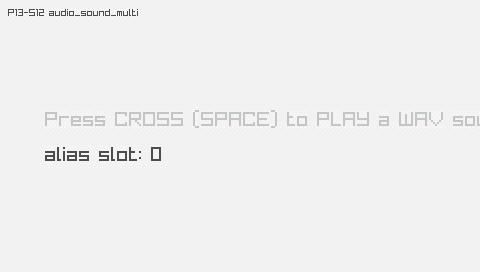 P13-S12 audio_sound_multi
Press CROSS (SPACE) to PLAY a WAV sou
alias slot: 0